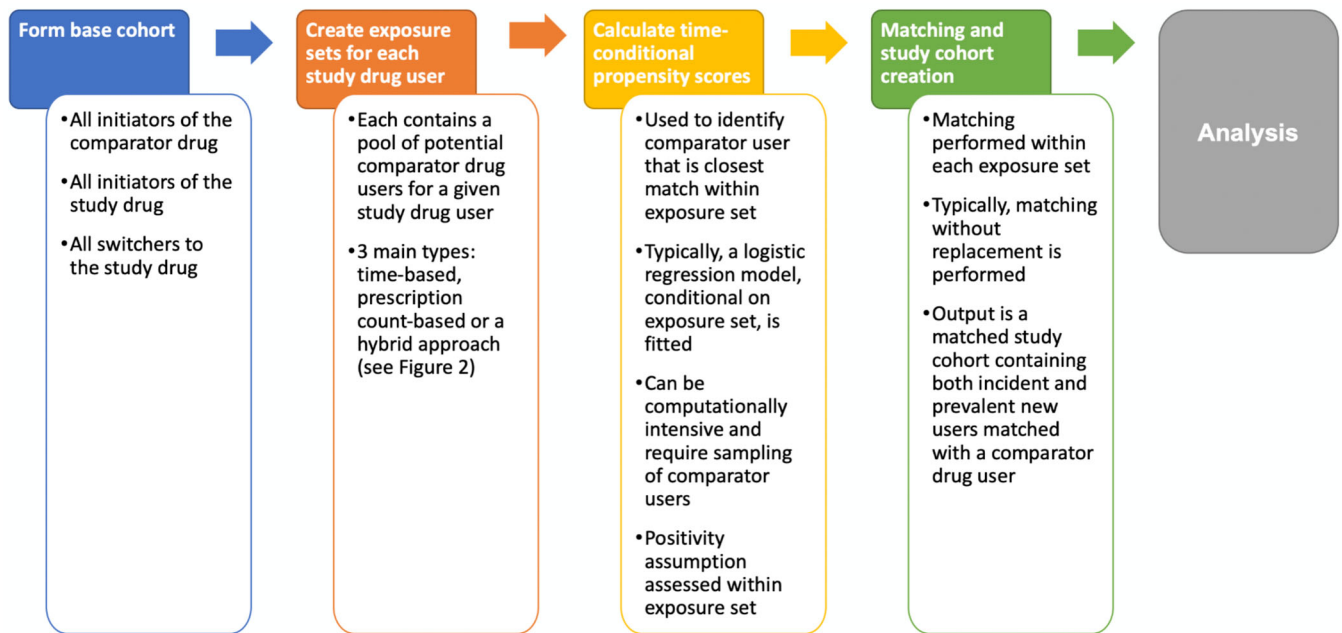 Form base cohort
•All initiators of the
comparator drug
•All initiators of the
study drug
•All switchers to
the study drug
Create exposure
sets for each
study drug user
•Each contains a
pool of potential
comparator drug
users for a given
study drug user
•3 main types:
time-based,
prescription
count-based or a
hybrid approach
(see Figure 2)
Calculate time-
conditional
propensity scores
•Used to identify
comparator user
that is closest
match within
exposure set
•Typically, a logistic
regression model,
conditional on
exposure set, is
fitted
•Can be
computationally
intensive and
require sampling
of comparator
users
•Positivity
assumption
assessed within
exposure set
Matching and
study cohort
creation
•Matching
performed within
each exposure set
•Typically, matching
without
replacement is
performed
•Output is a
matched study
cohort containing
both incident and
prevalent new
users matched
with a comparator
drug user
Analysis